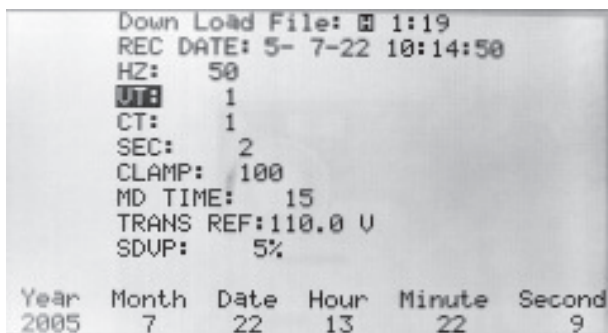 Down Load File: H 1:19
REC DATE: 5- 7-22 10:14:50
HZ: 50
VT: 1
CT: 1
SEC: 2
CLAMP: 100
MD TIME: 15
TRANS REF:110.0 V
SDVP: 5%
Year Month Date Hour Minute Second
2005 7 22 13 22 9